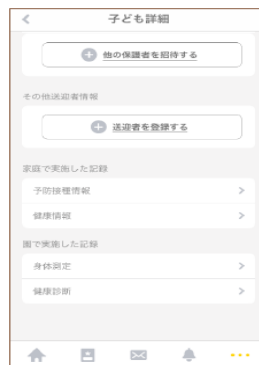 子ども詳細
他の保護者を招待する
その他送迎者情報
送迎者を登録する
家庭で実施した記録
予防接種情報
健康情報
園で実施した記録
身体測定
健康診断